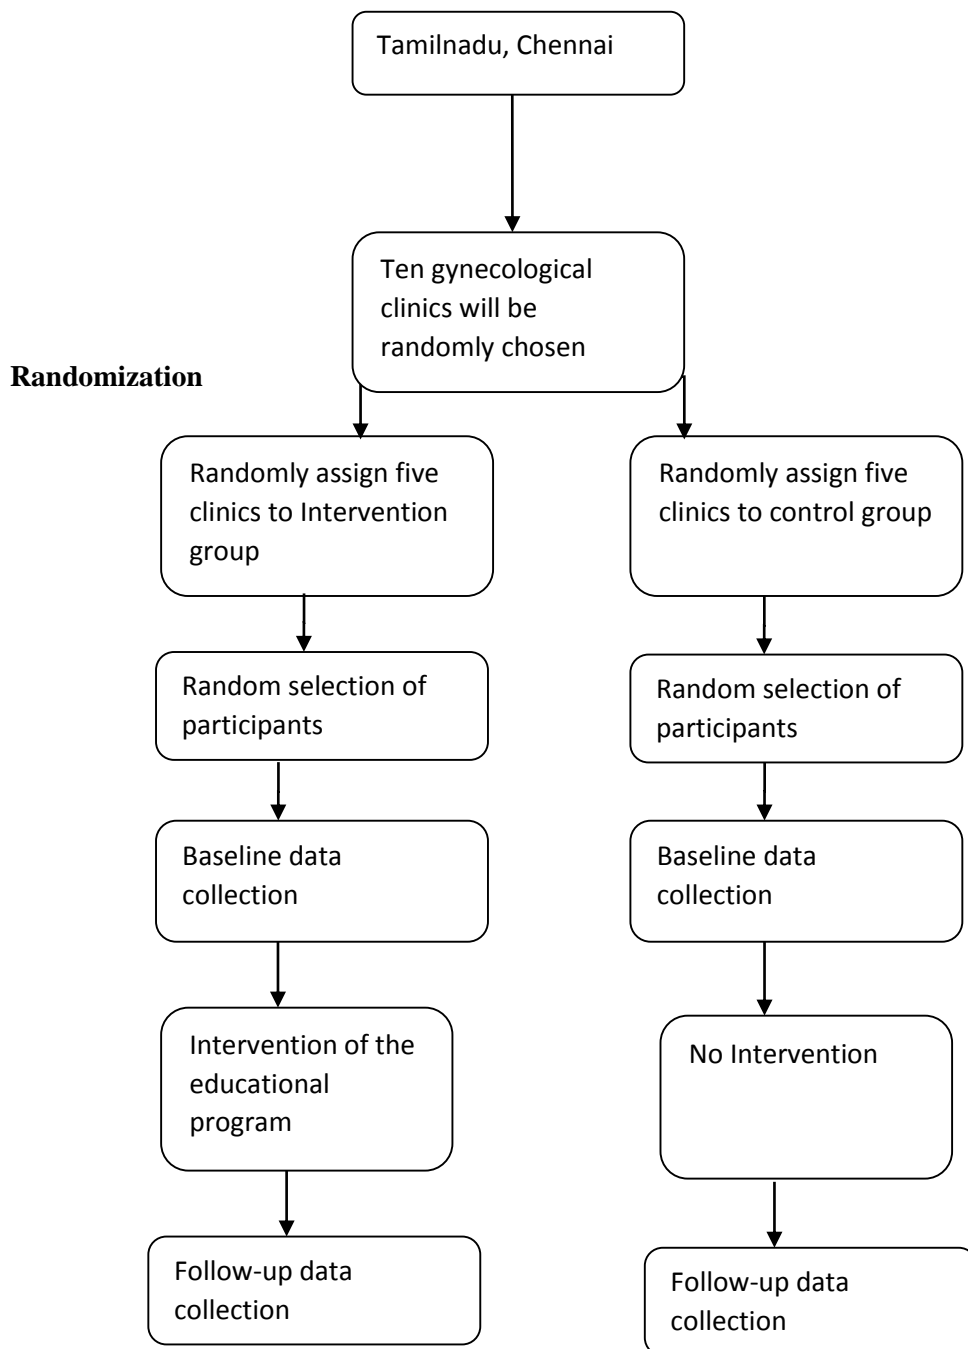 Tamilnadu, Chennai
Ten gynecological
clinics will be
randomly chosen
Randomization
Randomly assign five
clinics to Intervention
group
Randomly assign five
clinics to control group
Random selection of
participants
Random selection of
participants
Baseline data
collection
Baseline data
collection
Intervention of the
educational
program
No Intervention
Follow-up data
collection
Follow-up data
collection